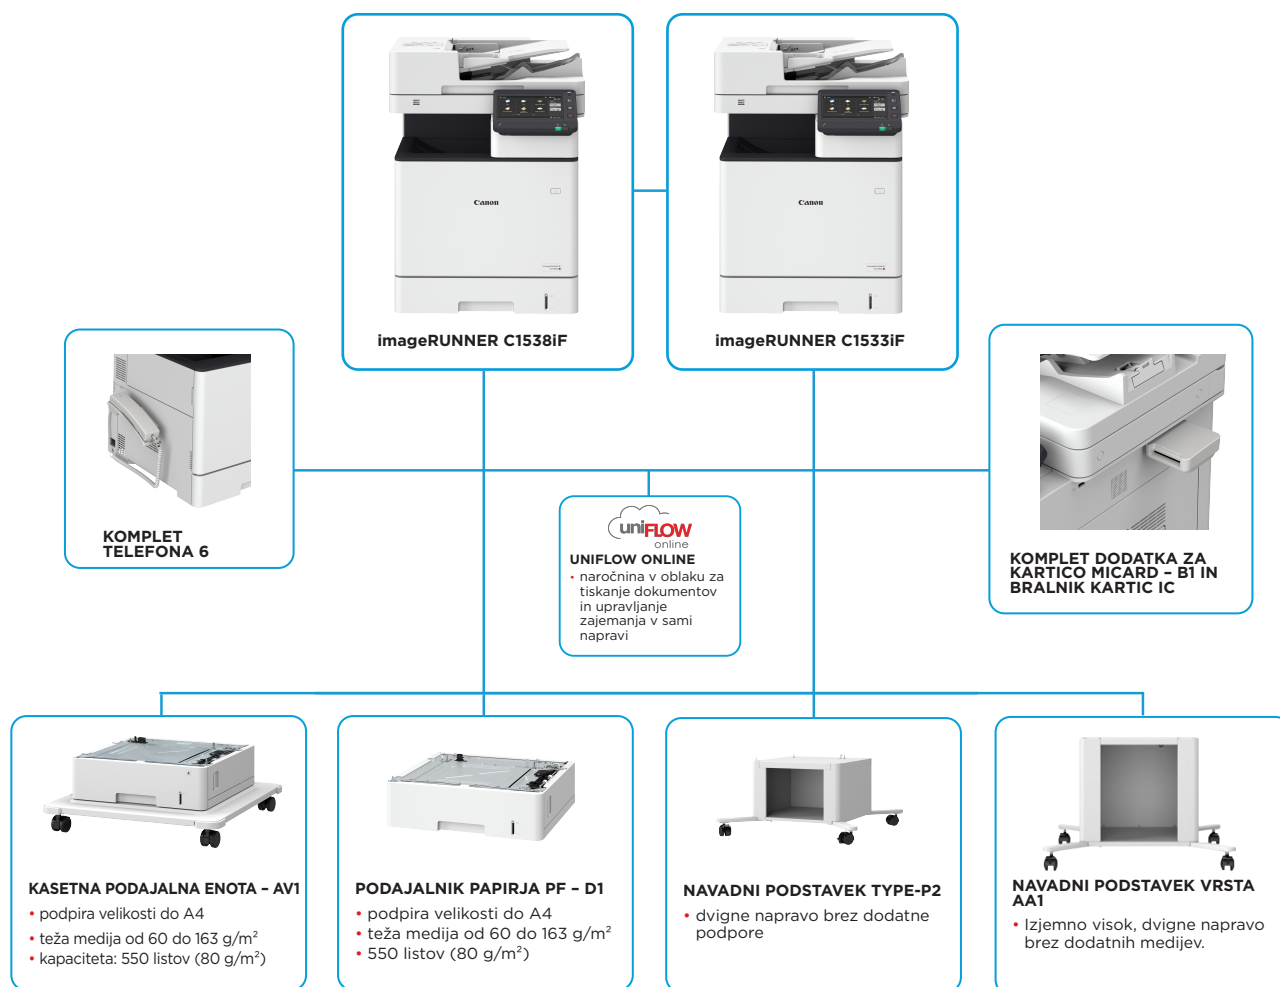 Canon
Canon
imageRUNNER C1538iF
imageRUNNER C1533iF
KOMPLET
TELEFONA 6
uniFLOW
online
UNIFLOW ONLINE
• naročnina v oblaku za
tiskanje dokumentov
in upravljanje
zajemanja v sami
napravi
KOMPLET DODATKA ZA
KARTICO MICARD – B1 IN
BRALNIK KARTIC IC
KASETNA PODAJALNA ENOTA – AV1
• podpira velikosti do A4
• teža medija od 60 do 163 g/m²
• kapaciteta: 550 listov (80 g/m²)
PODAJALNIK PAPIRJA PF – D1
• podpira velikosti do A4
• teža medija od 60 do 163 g/m²
• 550 listov (80 g/m²)
NAVADNI PODSTAVEK TYPE-P2
• dvigne napravo brez dodatne
podpore
NAVADNI PODSTAVEK VRSTA
AA1
• Izjemno visok, dvigne napravo
brez dodatnih medijev.